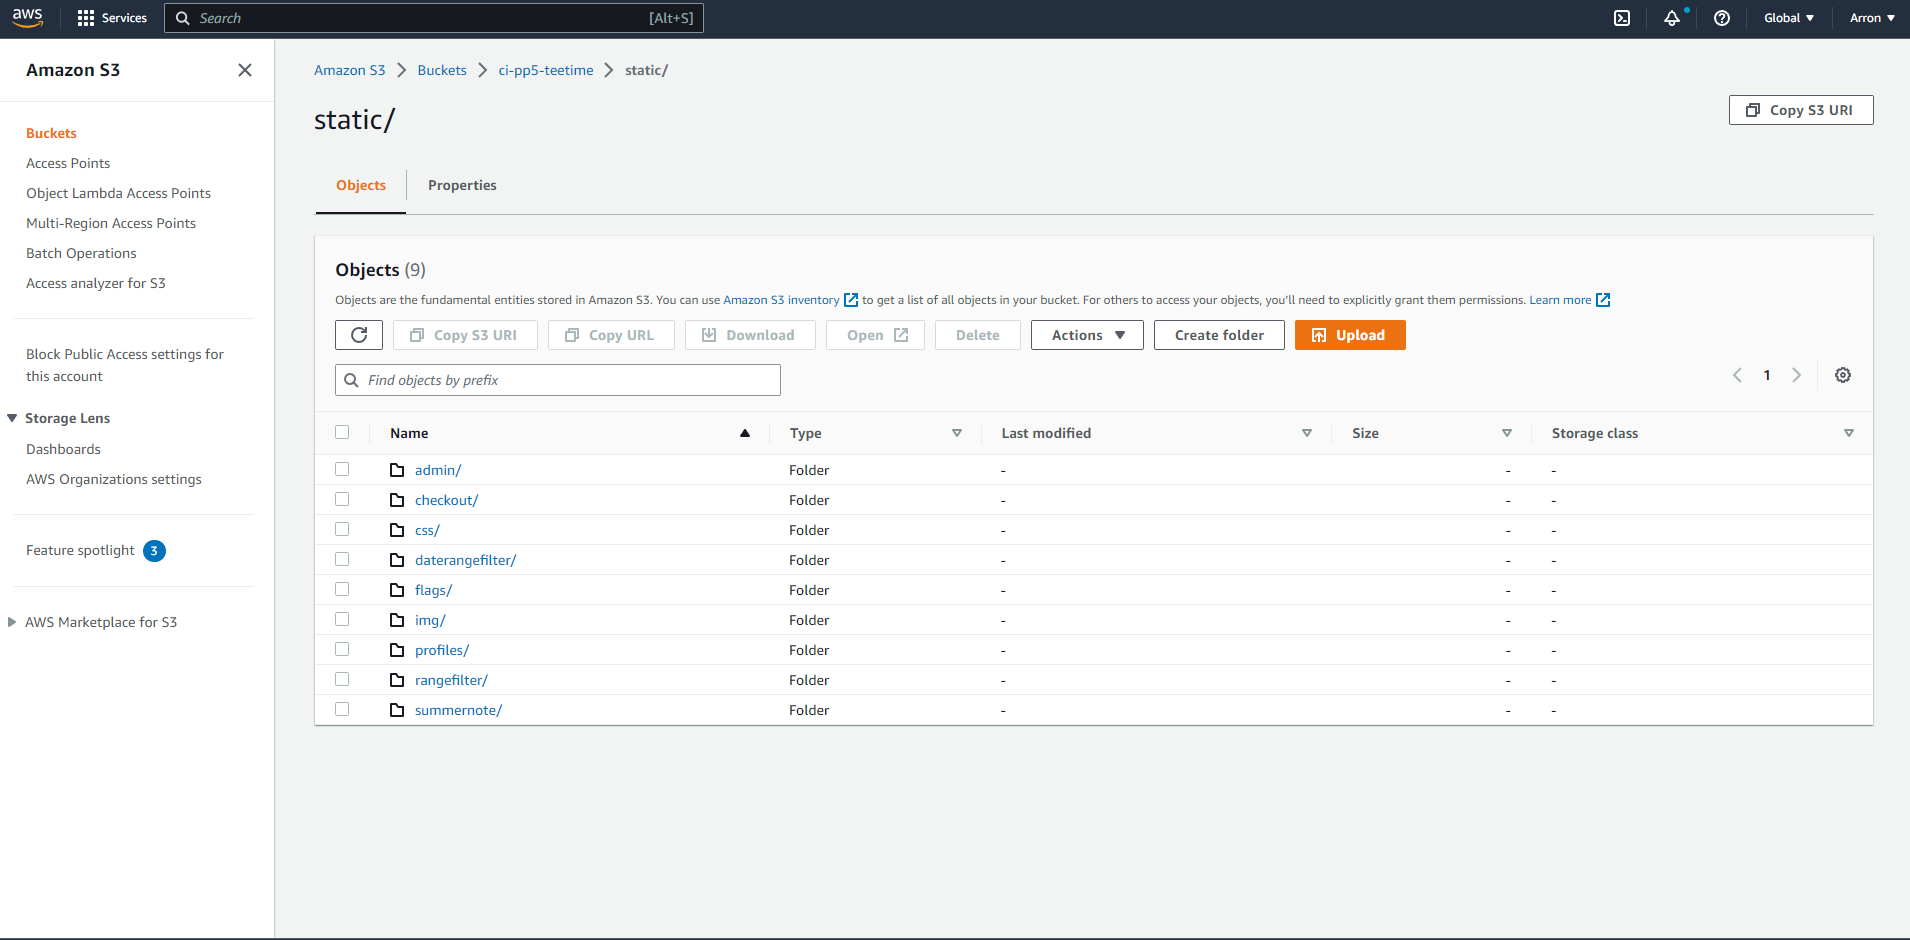 aws Services Search [Alt+S] Global Arron
Amazon S3
Buckets
Access Points
Object Lambda Access Points
Multi-Region Access Points
Batch Operations
Access analyzer for S3
Block Public Access settings for
this account
Storage Lens
Dashboards
AWS Organizations settings
Feature spotlight 3
AWS Marketplace for S3
Amazon S3 Buckets ci-pp5-teetime static/
static/
Copy S3 URI
Objects Properties
Objects (9)
Objects are the fundamental entities stored in Amazon S3. You can use Amazon S3 inventory to get a list of all objects in your bucket. For others to access your objects, you'll need to explicitly grant them permissions. Learn more
Copy S3 URI Copy URL Download Open Delete Actions Create folder Upload
Find objects by prefix
1
Name Type Last modified Size Storage class
admin/ Folder - - -
checkout/ Folder - - -
css/ Folder - - -
daterangefilter/ Folder - - -
flags/ Folder - - -
img/ Folder - - -
profiles/ Folder - - -
rangefilter/ Folder - - -
summernote/ Folder - - -